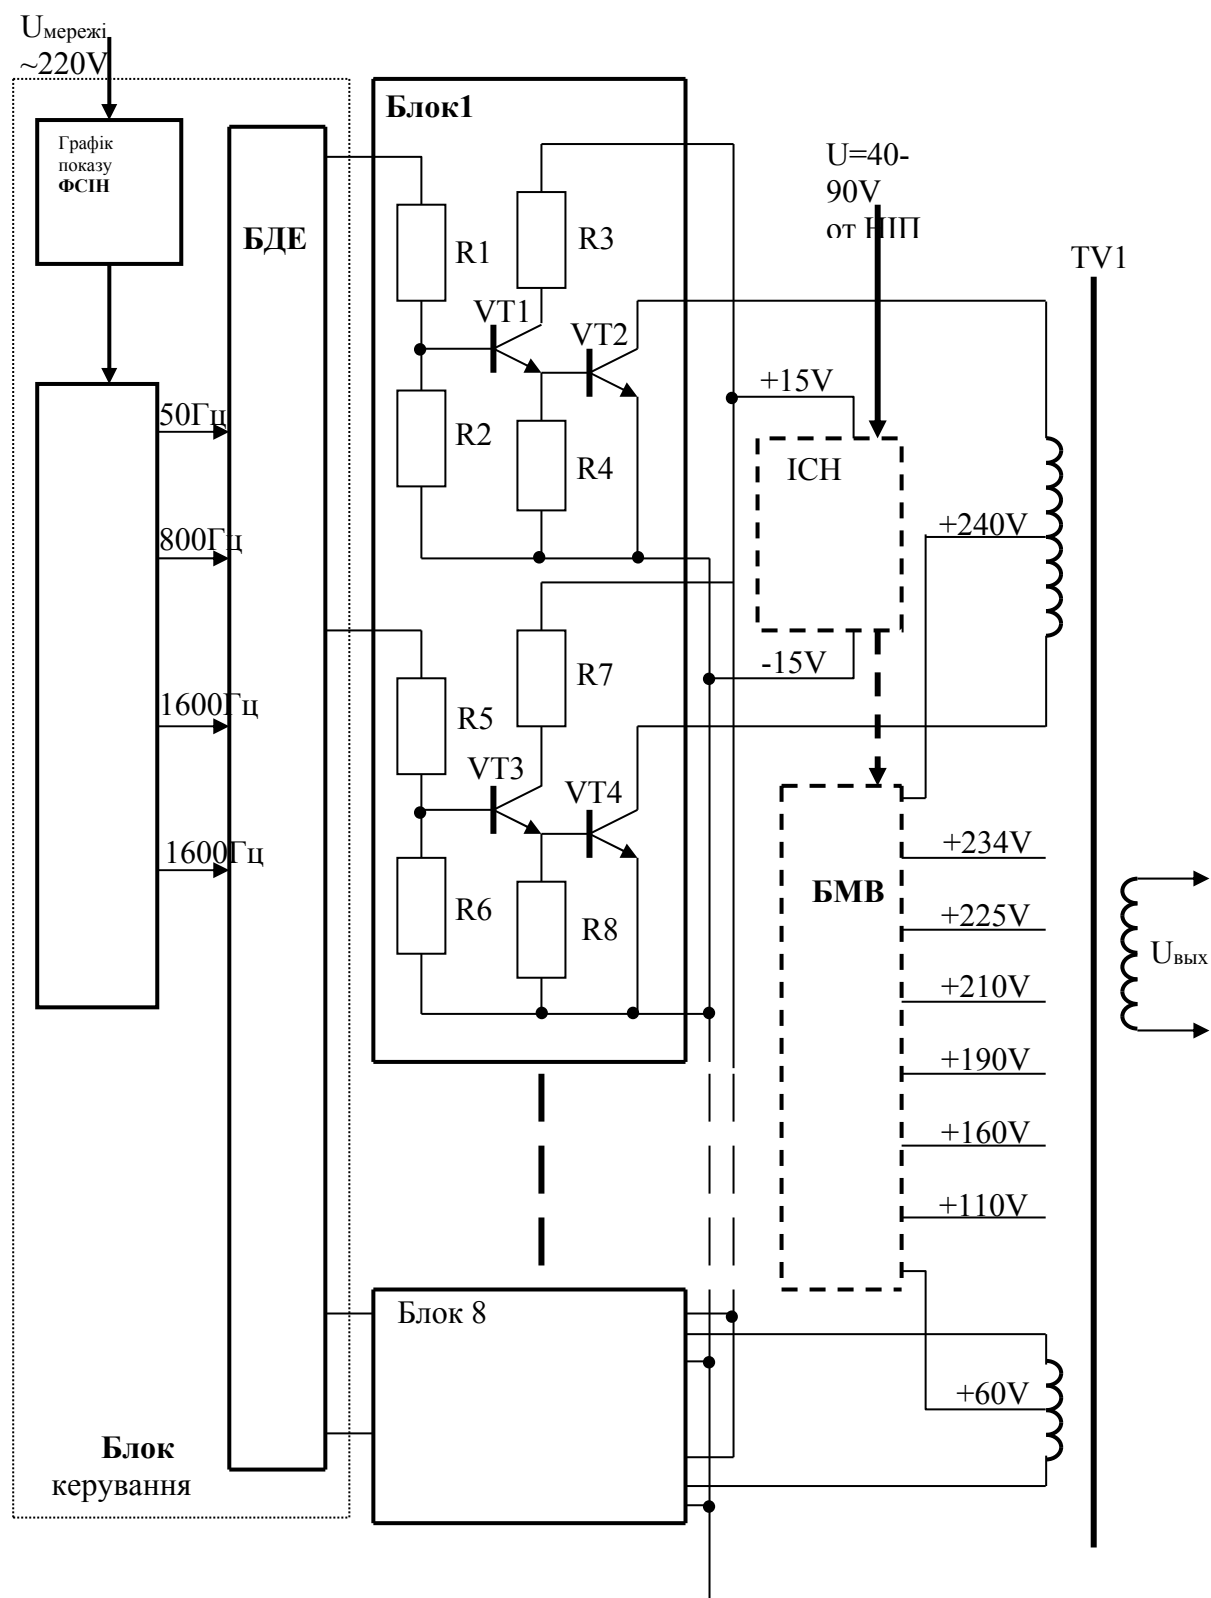 Uмережі
~220V
Графік
показу
ФСІН
БДЕ
50Гц
800Гц
1600Гц
1600Гц
Блок
керування
Блок1
R1
R3
VT1
VT2
R2
R4
R7
R5
VT3
VT4
R6
R8
Блок 8
U=40-
90V
от НІП
+15V
ІСН
-15V
БМВ
TV1
+240V
+234V
+225V
+210V
+190V
+160V
+110V
+60V
Uвых